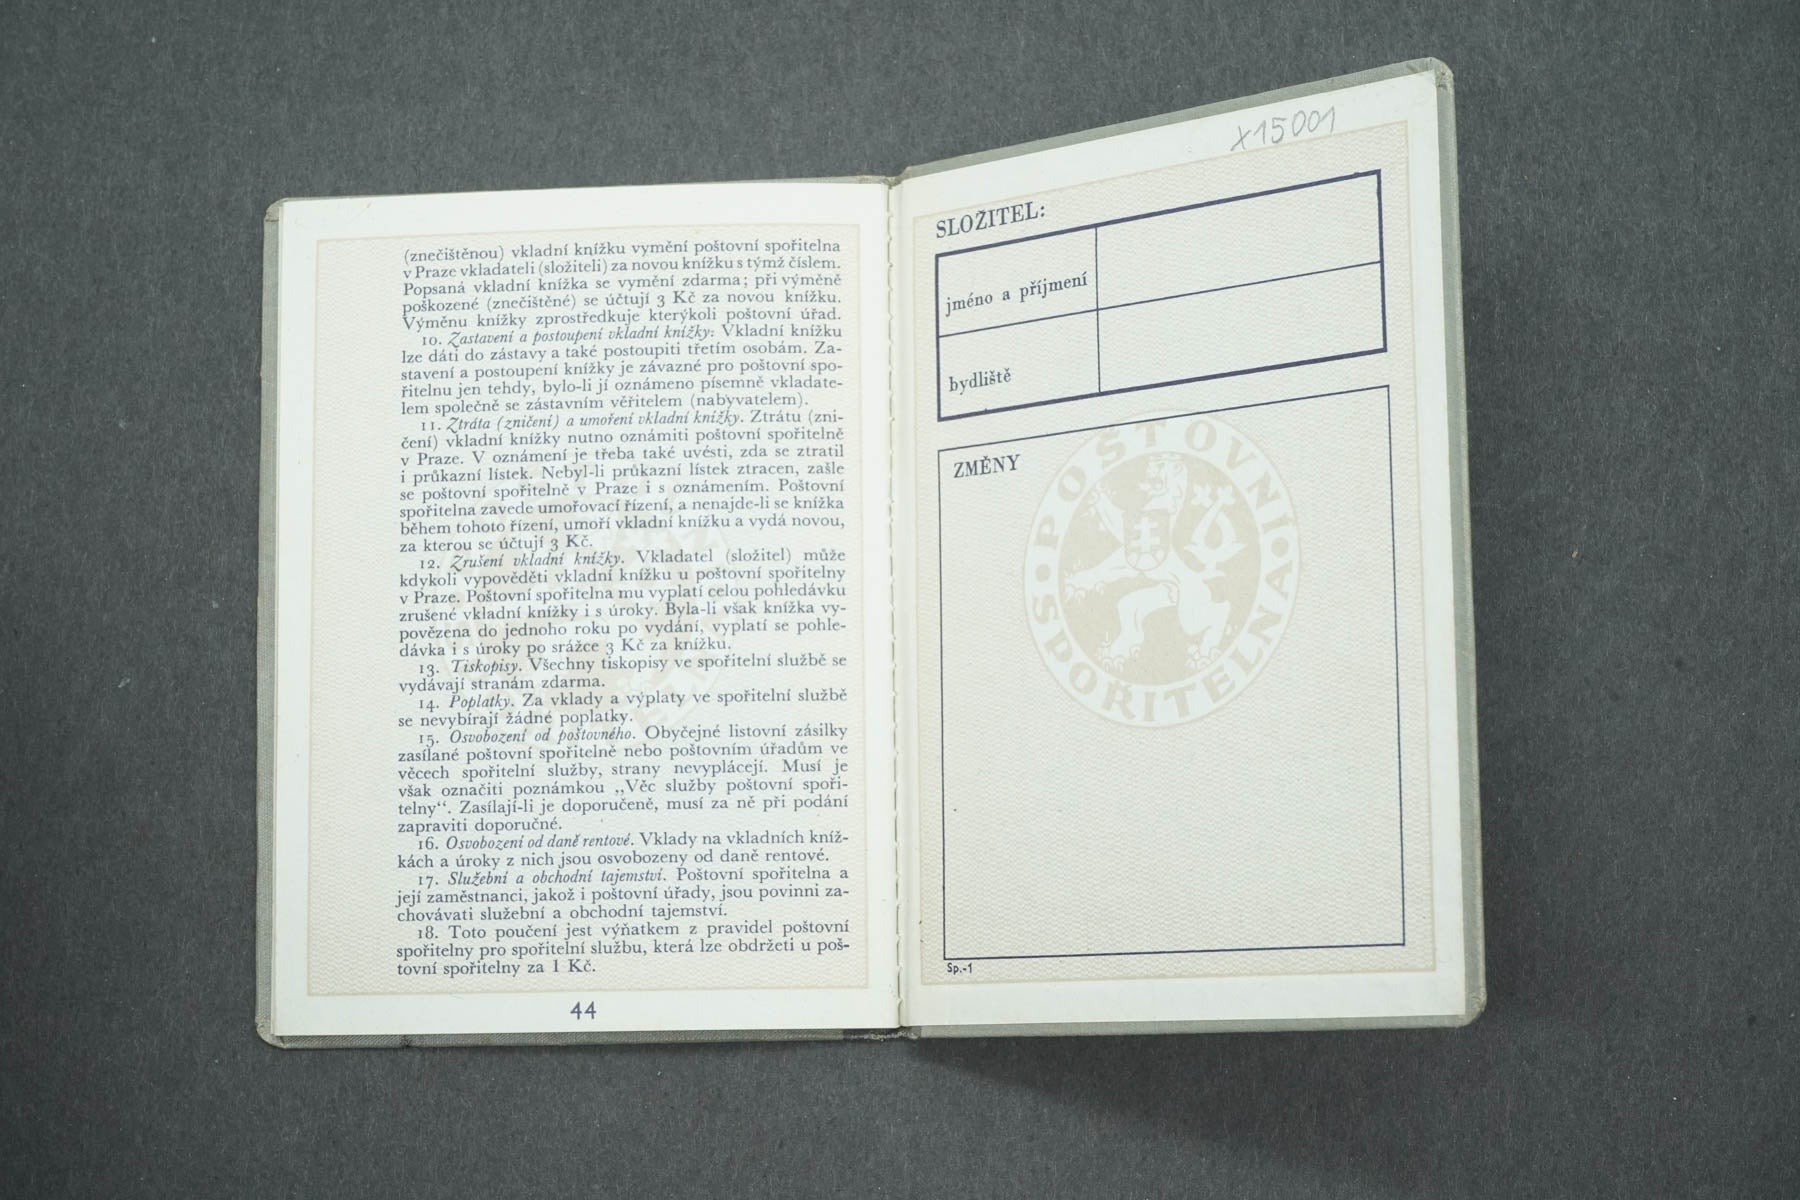 (znečištěnou) vkladní knížku vymění poštovní spořitelna
v Praze vkladateli (složiteli) za novou knížku s týmž číslem.
Popsaná vkladní knížka se vymění zdarma; při výměně
poškozené (znečištěné) se účtují 3 Kč za novou knížku.
Výměnu knížky zprostředkuje kterýkoli poštovní úřad.
10. Zastavení a postoupení vkladní knížky: Vkladní knížku
lze dáti do zástavy a také postoupiti třetím osobám. Za-
stavení a postoupení knížky je závazné pro poštovní spo-
řitelnu jen tehdy, bylo-li jí oznámeno písemně vkladate-
lem společně se zástavním věřitelem (nabyvatelem).
11. Ztráta (zničení) a umoření vkladní knížky. Ztrátu (zni-
čení) vkladní knížky nutno oznámiti poštovní spořitelně
v Praze. V oznámení je třeba také uvésti, zda se ztratil
i průkazní lístek. Nebyl-li průkazní lístek ztracen, zašle
se poštovní spořitelně v Praze i s oznámením. Poštovní
spořitelna zavede umořovací řízení, a nenajde-li se knížka
během tohoto řízení, umoří vkladní knížku a vydá novou,
za kterou se účtují 3 Kč.
12. Zrušení vkladní knížky. Vkladatel (složitel) může
kdykoli vypověděti vkladní knížku u poštovní spořitelny
v Praze. Poštovní spořitelna mu vyplatí celou pohledávku
zrušené vkladní knížky i s úroky. Byla-li však knížka vy-
povězena do jednoho roku po vydání, vyplatí se pohle-
dávka i s úroky po srážce 3 Kč za knížku.
13. Tiskopisy. Všechny tiskopisy ve spořitelní službě se
vydávají stranám zdarma.
14. Poplatky. Za vklady a výplaty ve spořitelní službě
se nevybírají žádné poplatky.
15. Osvobození od poštovného. Obyčejné listovní zásilky
zasílané poštovní spořitelně nebo poštovním úřadům ve
věcech spořitelní služby, strany nevyplácejí. Musí je
však označiti poznámkou „Věc služby poštovní spoři-
telny“. Zasílají-li je doporučeně, musí za ně při podání
zapraviti doporučné.
16. Osvobození od daně rentové. Vklady na vkladních kníž-
kách a úroky z nich jsou osvobozeny od daně rentové.
17. Služební a obchodní tajemství. Poštovní spořitelna a
její zaměstnanci, jakož i poštovní úřady, jsou povinni za-
chovávati služební a obchodní tajemství.
18. Toto poučení jest výňatkem z pravidel poštovní
spořitelny pro spořitelní službu, která lze obdržeti u poš-
tovní spořitelny za 1 Kč.
44
X15001
SLOŽITEL:
jméno a příjmení
bydliště
ZMĚNY
POŠTOVNÍ
SPOŘITELNA
Sp.-1